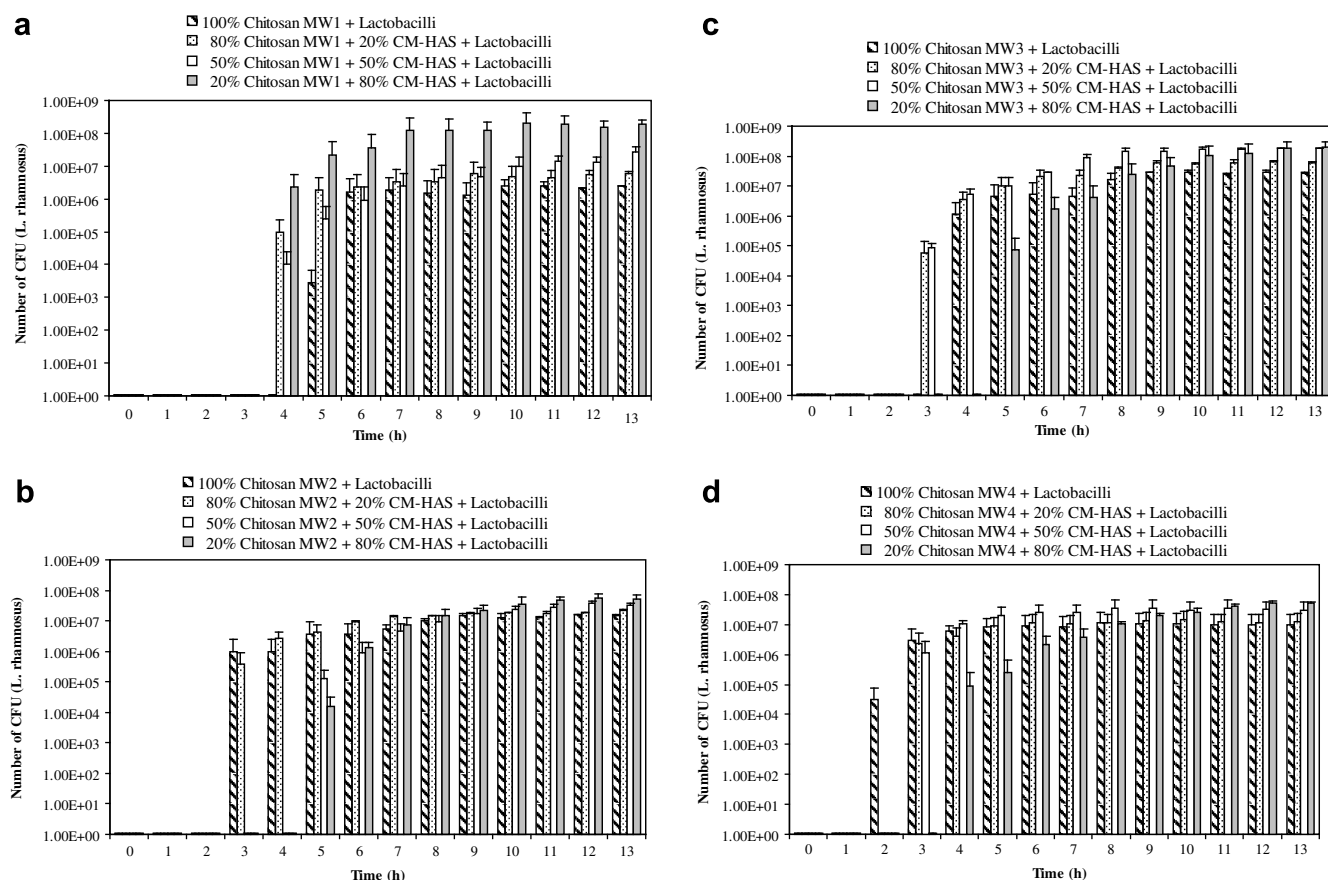 a
100% Chitosan MW1 + Lactobacilli
80% Chitosan MW1 + 20% CM-HAS + Lactobacilli
50% Chitosan MW1 + 50% CM-HAS + Lactobacilli
20% Chitosan MW1 + 80% CM-HAS + Lactobacilli
Number of CFU (L. rhamnosus)
1.00E+09
1.00E+08
1.00E+07
1.00E+06
1.00E+05
1.00E+04
1.00E+03
1.00E+02
1.00E+01
1.00E+00
0 1 2 3 4 5 6 7 8 9 10 11 12 13
Time (h)
b
100% Chitosan MW2 + Lactobacilli
80% Chitosan MW2 + 20% CM-HAS + Lactobacilli
50% Chitosan MW2 + 50% CM-HAS + Lactobacilli
20% Chitosan MW2 + 80% CM-HAS + Lactobacilli
Number of CFU (L. rhamnosus)
1.00E+09
1.00E+08
1.00E+07
1.00E+06
1.00E+05
1.00E+04
1.00E+03
1.00E+02
1.00E+01
1.00E+00
0 1 2 3 4 5 6 7 8 9 10 11 12 13
Time (h)
c
100% Chitosan MW3 + Lactobacilli
80% Chitosan MW3 + 20% CM-HAS + Lactobacilli
50% Chitosan MW3 + 50% CM-HAS + Lactobacilli
20% Chitosan MW3 + 80% CM-HAS + Lactobacilli
Number of CFU (L. rhamnosus)
1.00E+09
1.00E+08
1.00E+07
1.00E+06
1.00E+05
1.00E+04
1.00E+03
1.00E+02
1.00E+01
1.00E+00
0 1 2 3 4 5 6 7 8 9 10 11 12 13
Time (h)
d
100% Chitosan MW4 + Lactobacilli
80% Chitosan MW4 + 20% CM-HAS + Lactobacilli
50% Chitosan MW4 + 50% CM-HAS + Lactobacilli
20% Chitosan MW4 + 80% CM-HAS + Lactobacilli
Number of CFU (L. rhamnosus)
1.00E+09
1.00E+08
1.00E+07
1.00E+06
1.00E+05
1.00E+04
1.00E+03
1.00E+02
1.00E+01
1.00E+00
0 1 2 3 4 5 6 7 8 9 10 11 12 13
Time (h)